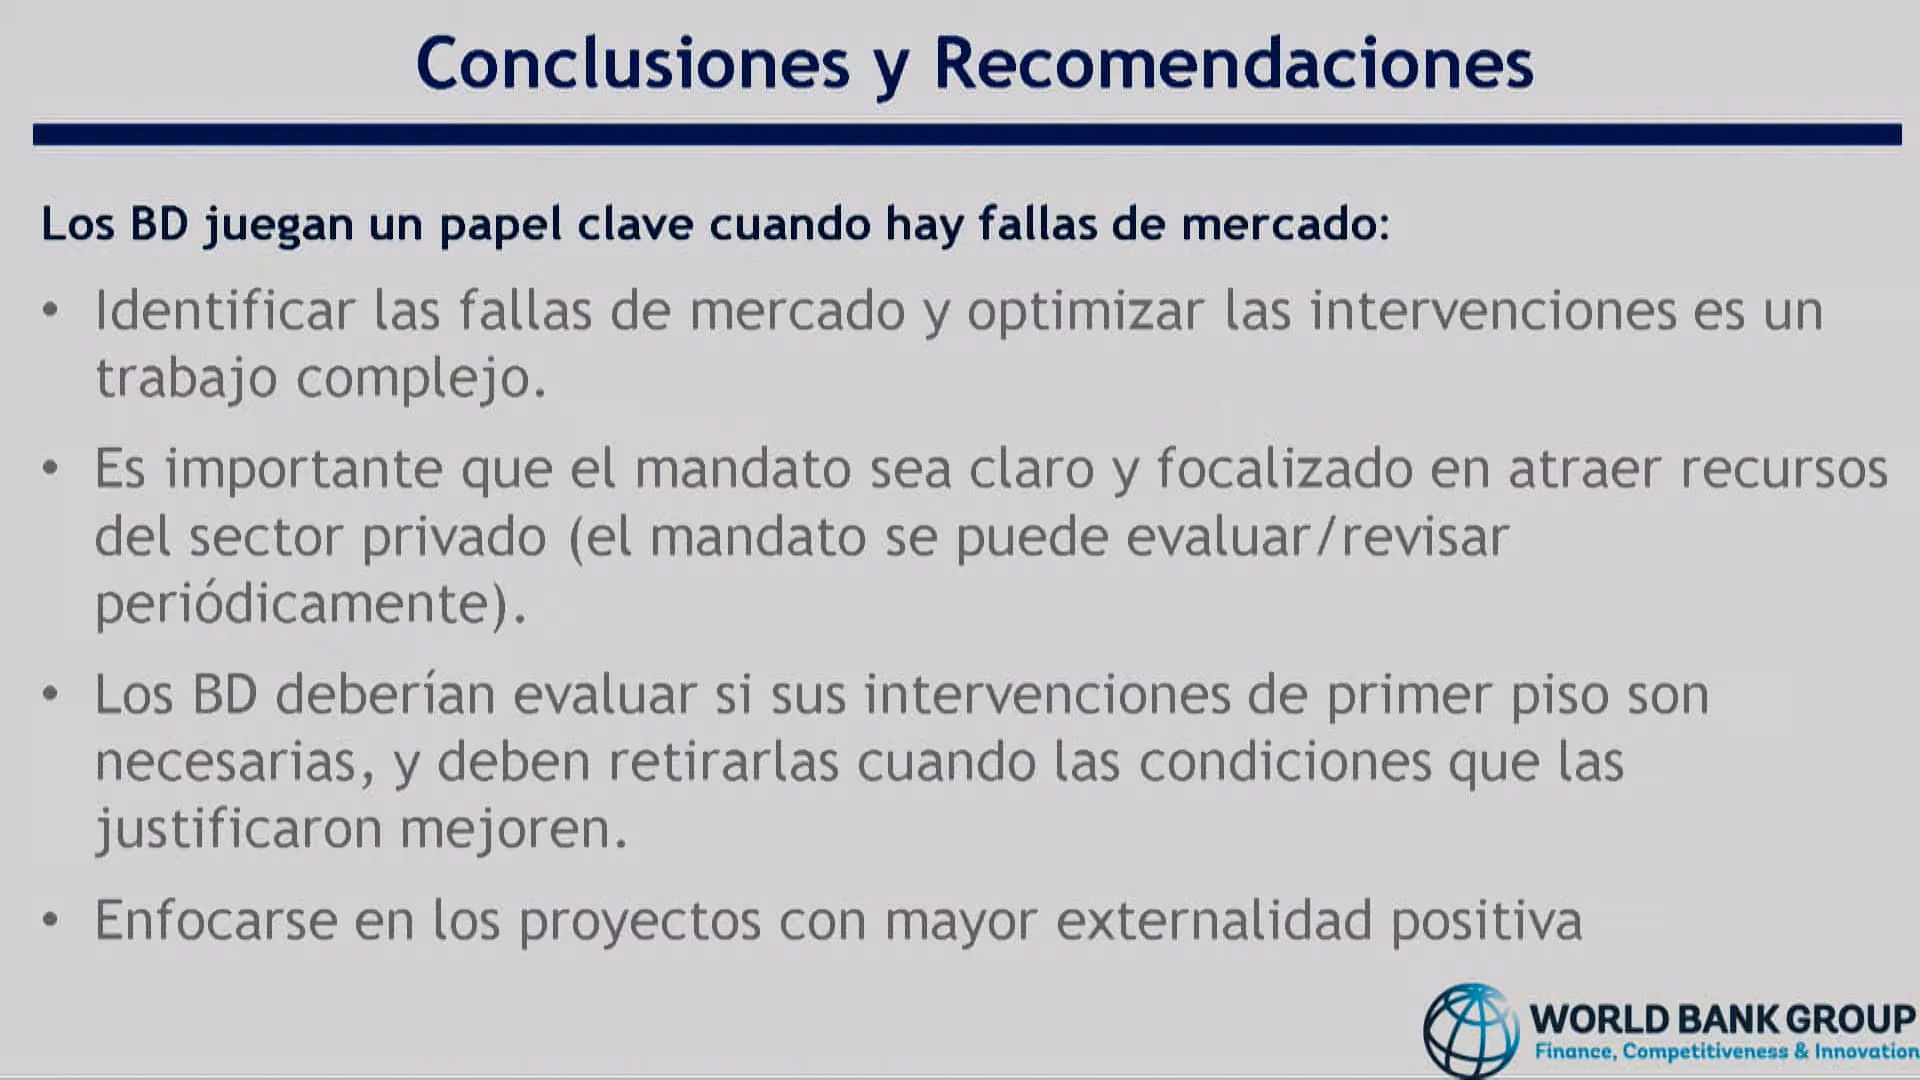 Conclusiones y Recomendaciones
Los BD juegan un papel clave cuando hay fallas de mercado:
• Identificar las fallas de mercado y optimizar las intervenciones es un
trabajo complejo.
• Es importante que el mandato sea claro y focalizado en atraer recursos
del sector privado (el mandato se puede evaluar/revisar
periódicamente).
• Los BD deberían evaluar si sus intervenciones de primer piso son
necesarias, y deben retirarlas cuando las condiciones que las
justificaron mejoren.
• Enfocarse en los proyectos con mayor externalidad positiva
WORLD BANK GROUP
Finance, Competitiveness & Innovation